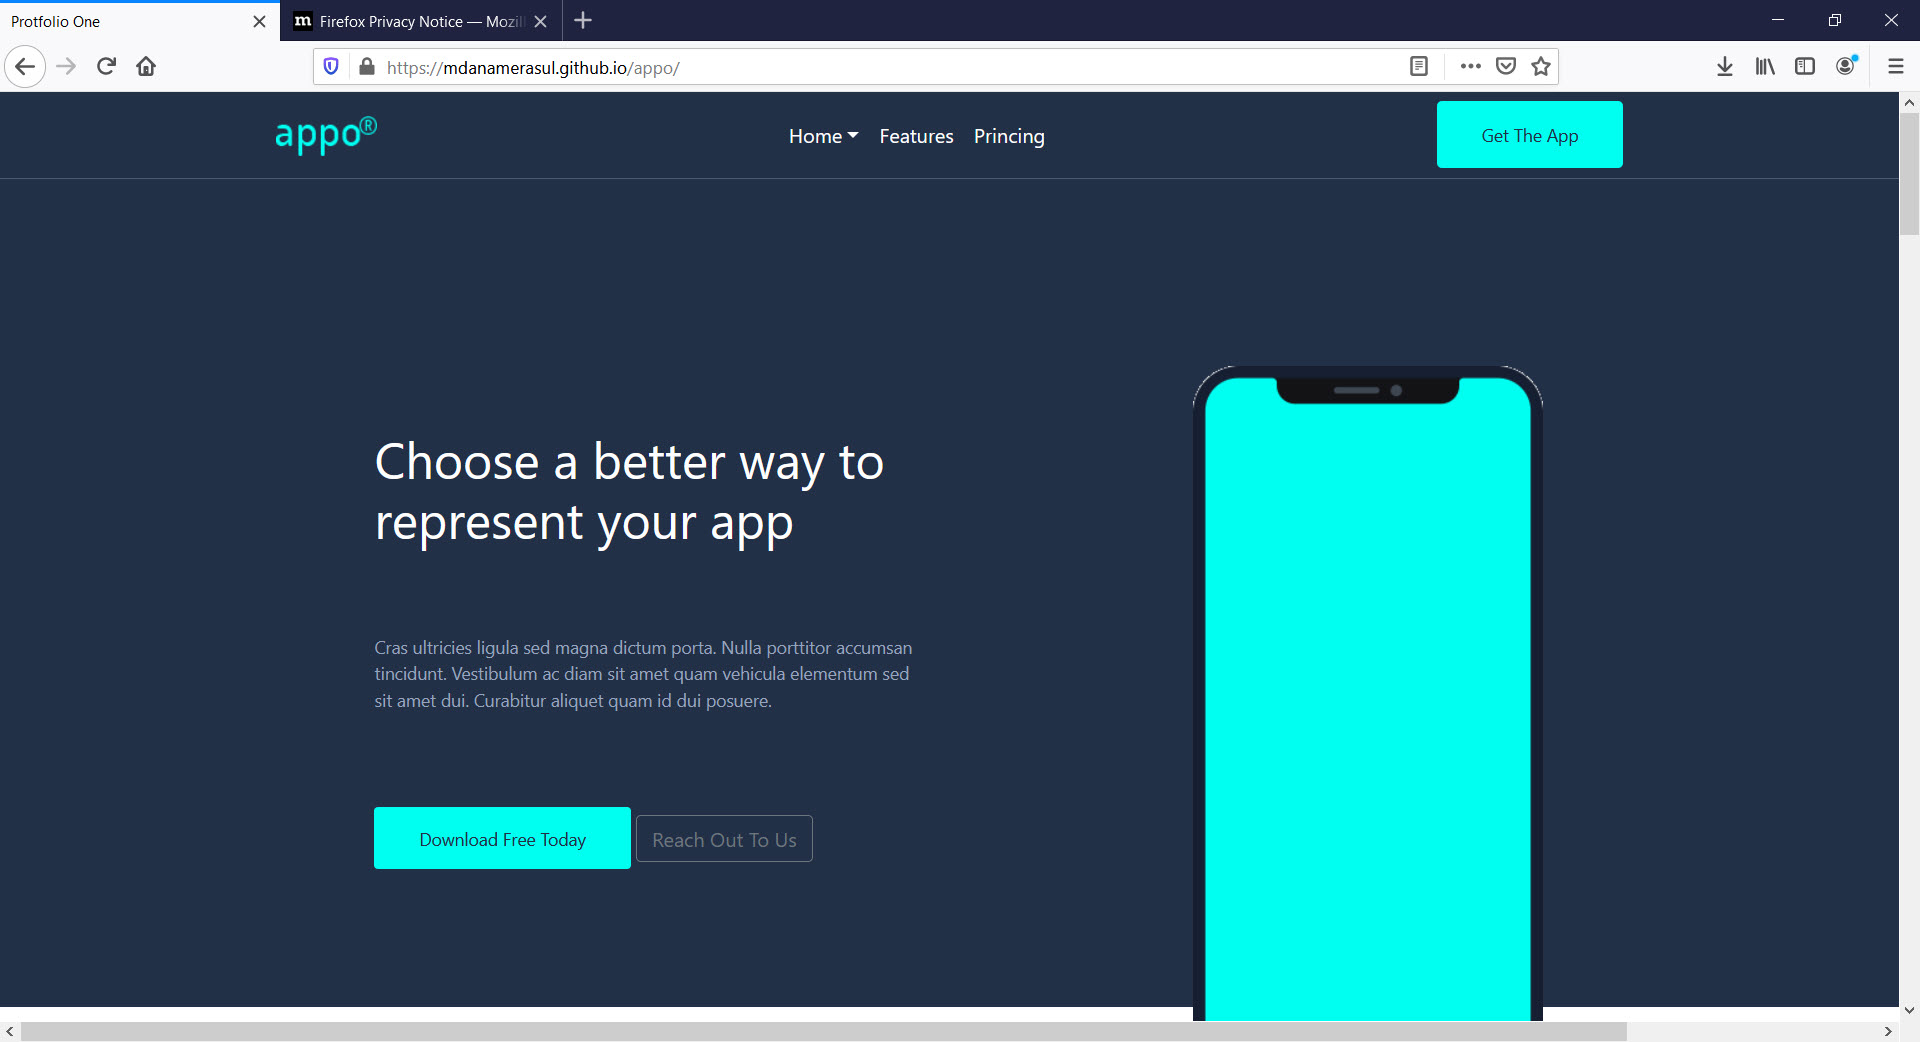 Protfolio One
Firefox Privacy Notice — Mozil
https://mdanamerasul.github.io/appo/
appo®
Home
Features
Princing
Get The App
Choose a better way to
represent your app
Cras ultricies ligula sed magna dictum porta. Nulla porttitor accumsan
tincidunt. Vestibulum ac diam sit amet quam vehicula elementum sed
sit amet dui. Curabitur aliquet quam id dui posuere.
Download Free Today
Reach Out To Us